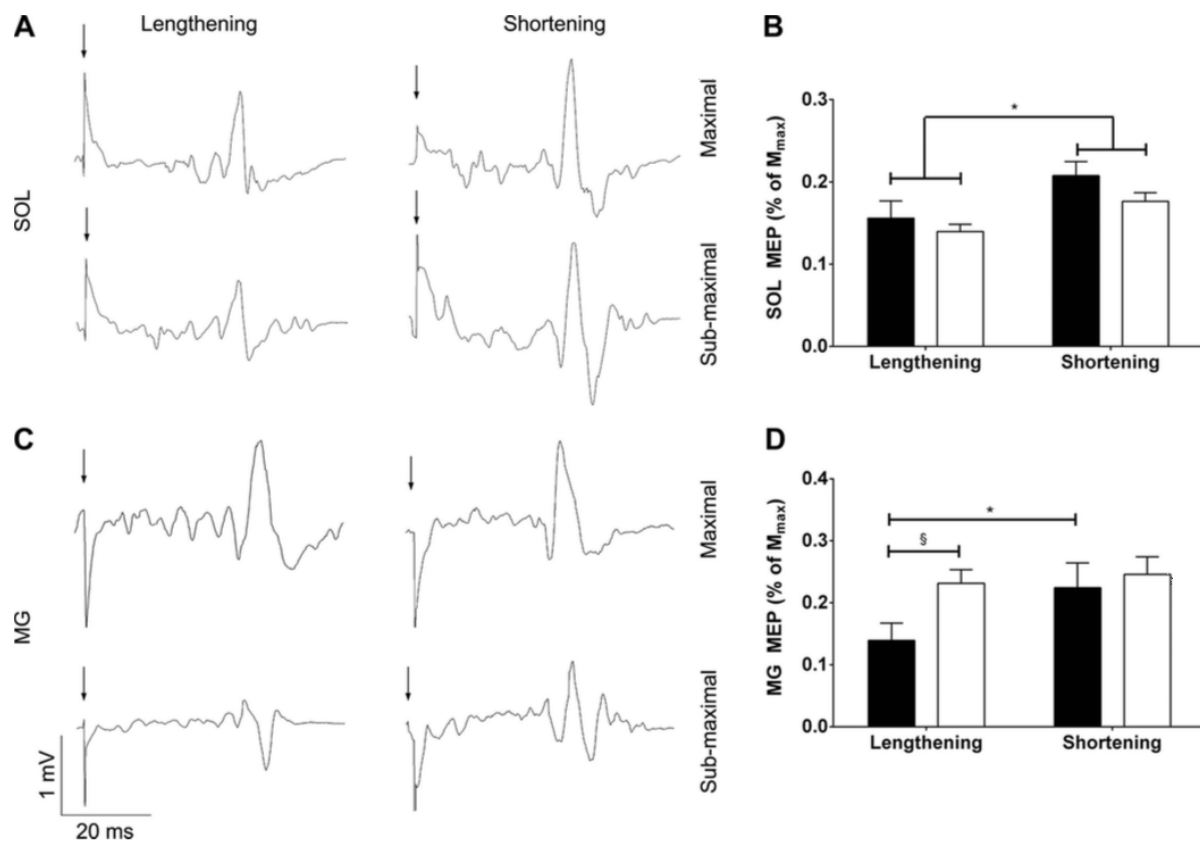 A
Lengthening
Shortening
SOL
Maximal
Sub-maximal
B
SOL MEP (% of Mmax)
0.3
0.2
0.1
0.0
*
Lengthening
Shortening
C
MG
Maximal
Sub-maximal
1 mV
20 ms
D
MG MEP (% of Mmax)
0.4
0.3
0.2
0.1
0.0
*
§
Lengthening
Shortening